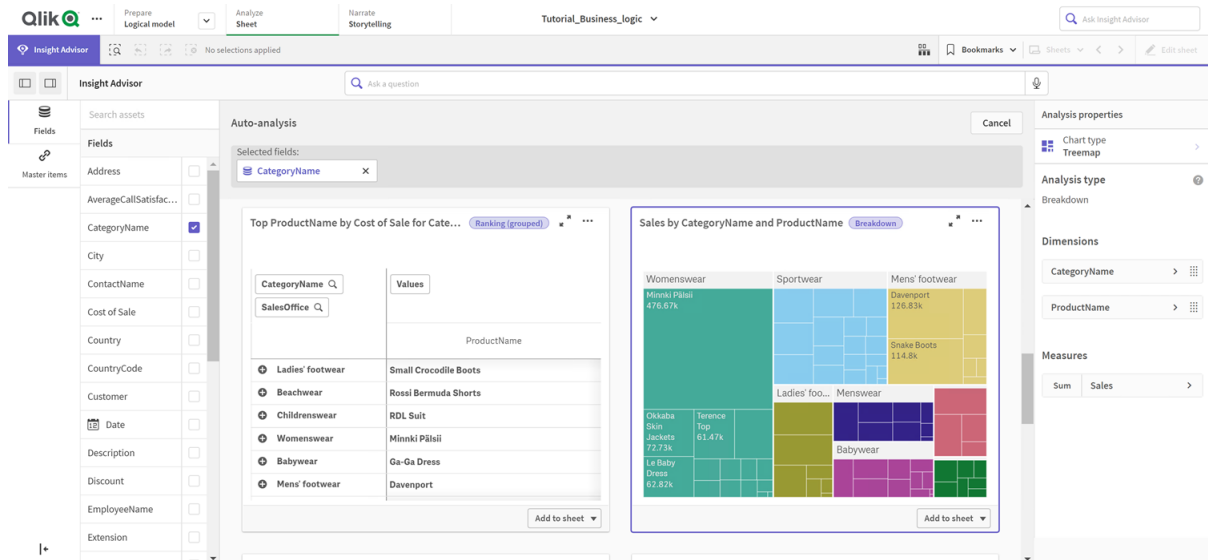 Qlik
Prepare
Logical model
Analyze
Sheet
Narrate
Storytelling
Tutorial_Business_logic
Ask Insight Advisor
Insight Advisor
No selections applied
Bookmarks
Sheets
Edit sheet
Insight Advisor
Ask a question
Fields
Master items
Search assets
Fields
Address
AverageCallSatisfac...
CategoryName
City
ContactName
Cost of Sale
Country
CountryCode
Customer
Date
Description
Discount
EmployeeName
Extension
Auto-analysis
Cancel
Selected fields:
CategoryName
Top ProductName by Cost of Sale for Cate...
Ranking (grouped)
CategoryName
Values
SalesOffice
ProductName
Ladies' footwear Small Crocodile Boots
Beachwear Rossi Bermuda Shorts
Childrenswear RDL Suit
Womenswear Minnki Pälsii
Babywear Ga-Ga Dress
Mens' footwear Davenport
Add to sheet
Sales by CategoryName and ProductName
Breakdown
Womenswear
Minnki Pälsii
476.67k
Okkaba
Skin
Jackets
72.73k
Terence
Top
61.47k
Le Baby
Dress
62.82k
Sportwear
Mens' footwear
Davenport
126.83k
Snake Boots
114.8k
Ladies' foo...
Menswear
Babywear
Add to sheet
Analysis properties
Chart type
Treemap
Analysis type
Breakdown
Dimensions
CategoryName
ProductName
Measures
Sum Sales